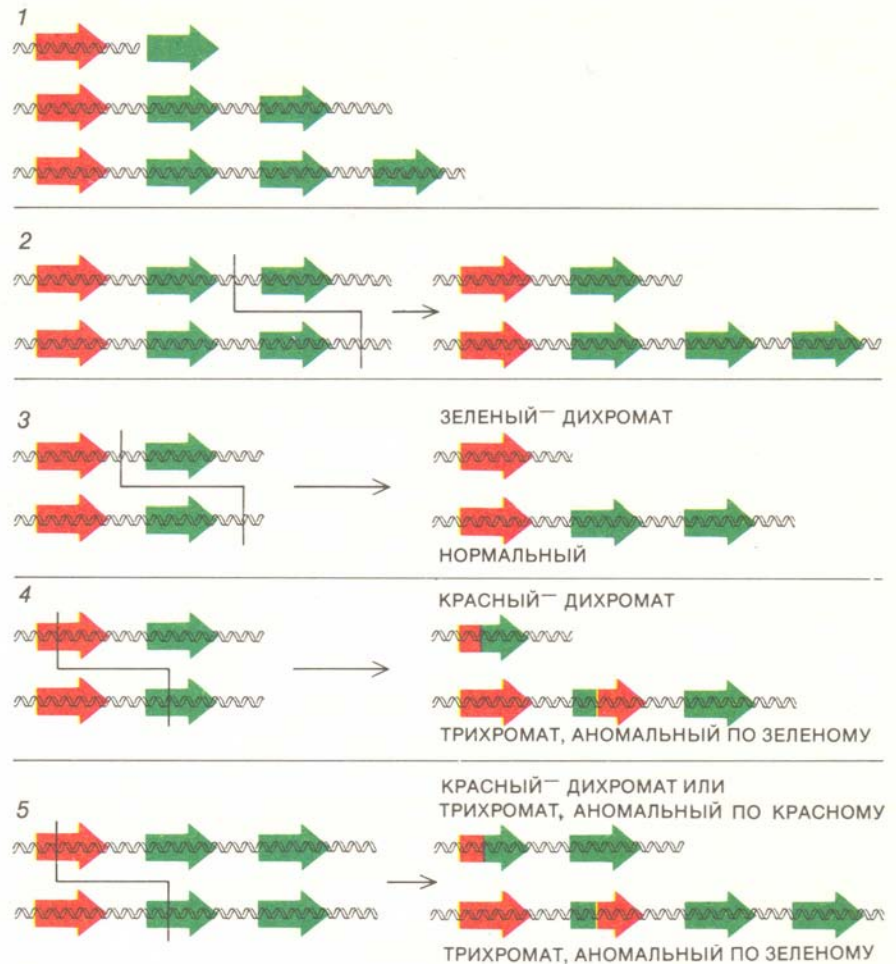 1
2
3
ЗЕЛЕНЫЙ— ДИХРОМАТ
НОРМАЛЬНЫЙ
4
КРАСНЫЙ— ДИХРОМАТ
ТРИХРОМАТ, АНОМАЛЬНЫЙ ПО ЗЕЛЕНОМУ
5
КРАСНЫЙ— ДИХРОМАТ ИЛИ
ТРИХРОМАТ, АНОМАЛЬНЫЙ ПО КРАСНОМУ
ТРИХРОМАТ, АНОМАЛЬНЫЙ ПО ЗЕЛЕНОМУ